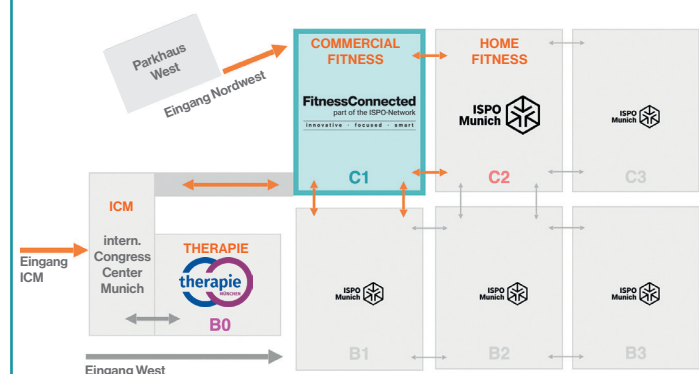 Parkhaus
West
Eingang Nordwest
COMMERCIAL
FITNESS
FitnessConnected
part of the ISPO-Network
innovative · focused · smart
C1
HOME
FITNESS
ISPO
Munich
C2
ISPO
Munich
C3
ICM
intern.
Congress
Center
Munich
Eingang
ICM
THERAPIE
therapie
MÜNCHEN
B0
ISPO
Munich
B1
ISPO
Munich
B2
ISPO
Munich
B3
Eingang West